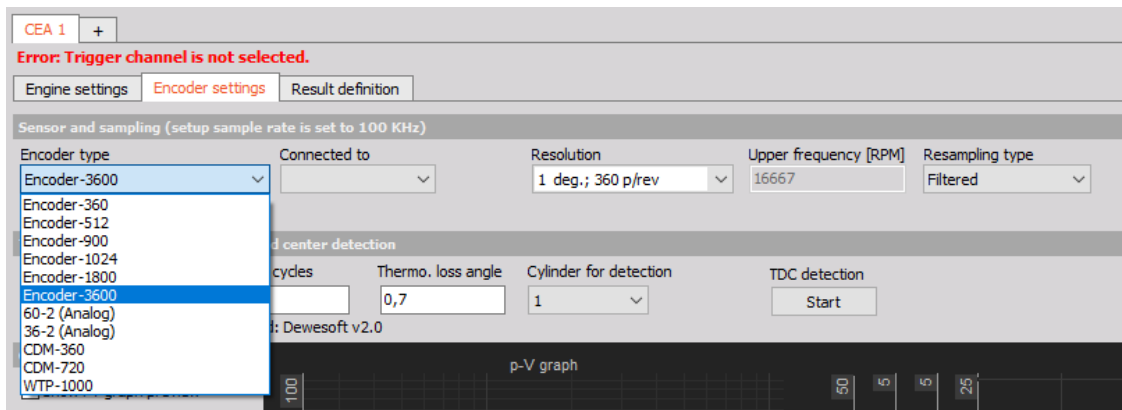 CEA 1 +
Error: Trigger channel is not selected.
Engine settings Encoder settings Result definition
Sensor and sampling (setup sample rate is set to 100 KHz)
Encoder type Connected to Resolution Upper frequency [RPM] Resampling type
Encoder-3600 1 deg.; 360 p/rev 16667 Filtered
Encoder-360
Encoder-512
Encoder-900
d center detection
Encoder-1024
Encoder-1800
cycles Thermo. loss angle Cylinder for detection TDC detection
Encoder-3600
0,7 1 Start
60-2 (Analog)
36-2 (Analog)
d: Dewesoft v2.0
CDM-360
CDM-720
WTP-1000
p-V graph
100 50 5 5 25